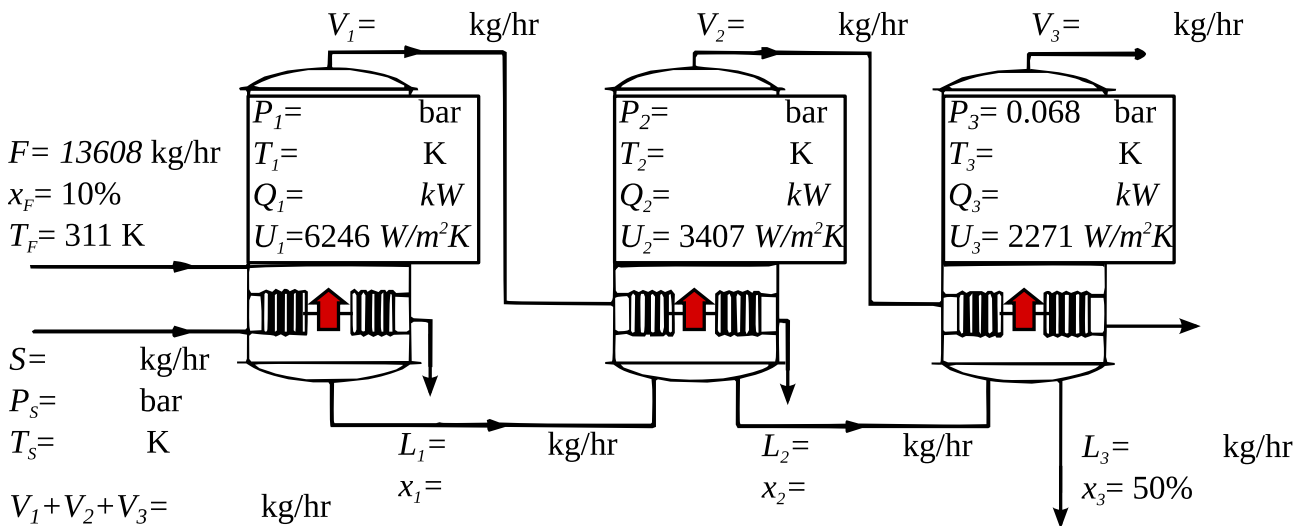 V1= kg/hr V2= kg/hr V3= kg/hr
P1= bar P2= bar P3= 0.068 bar
F= 13608 kg/hr T1= K T2= K T3= K
xF= 10% Q1= kW Q2= kW Q3= kW
TF= 311 K U1=6246 W/m²K U2= 3407 W/m²K U3= 2271 W/m²K
S= kg/hr
PS= bar
TS= K L1= kg/hr L2= kg/hr L3= kg/hr
x1= x2= x3= 50%
V1+V2+V3= kg/hr